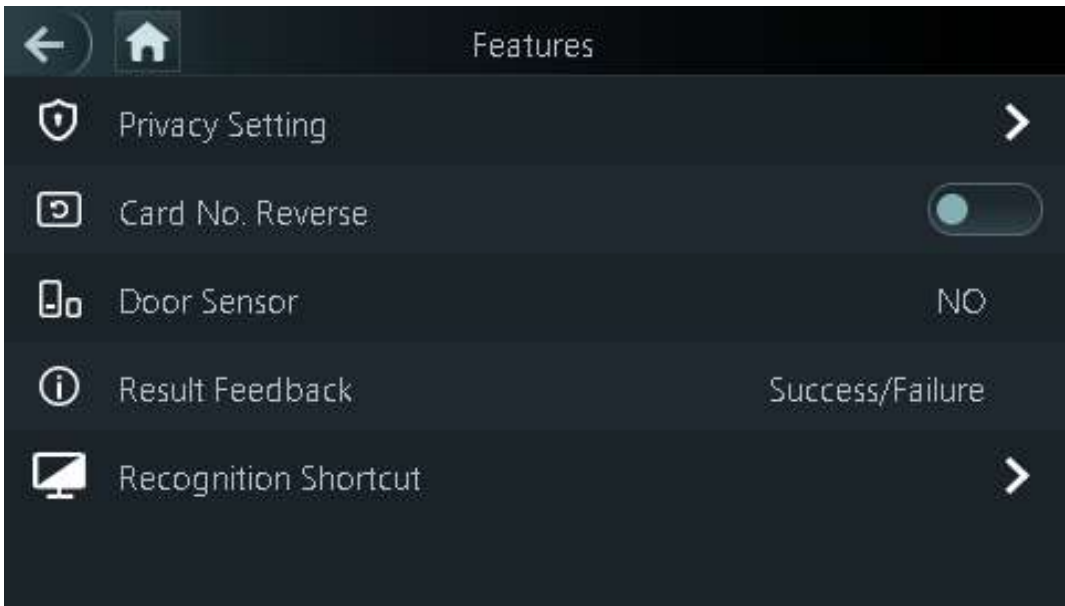 Features
Privacy Setting
Card No. Reverse
Door Sensor NO
Result Feedback Success/Failure
Recognition Shortcut